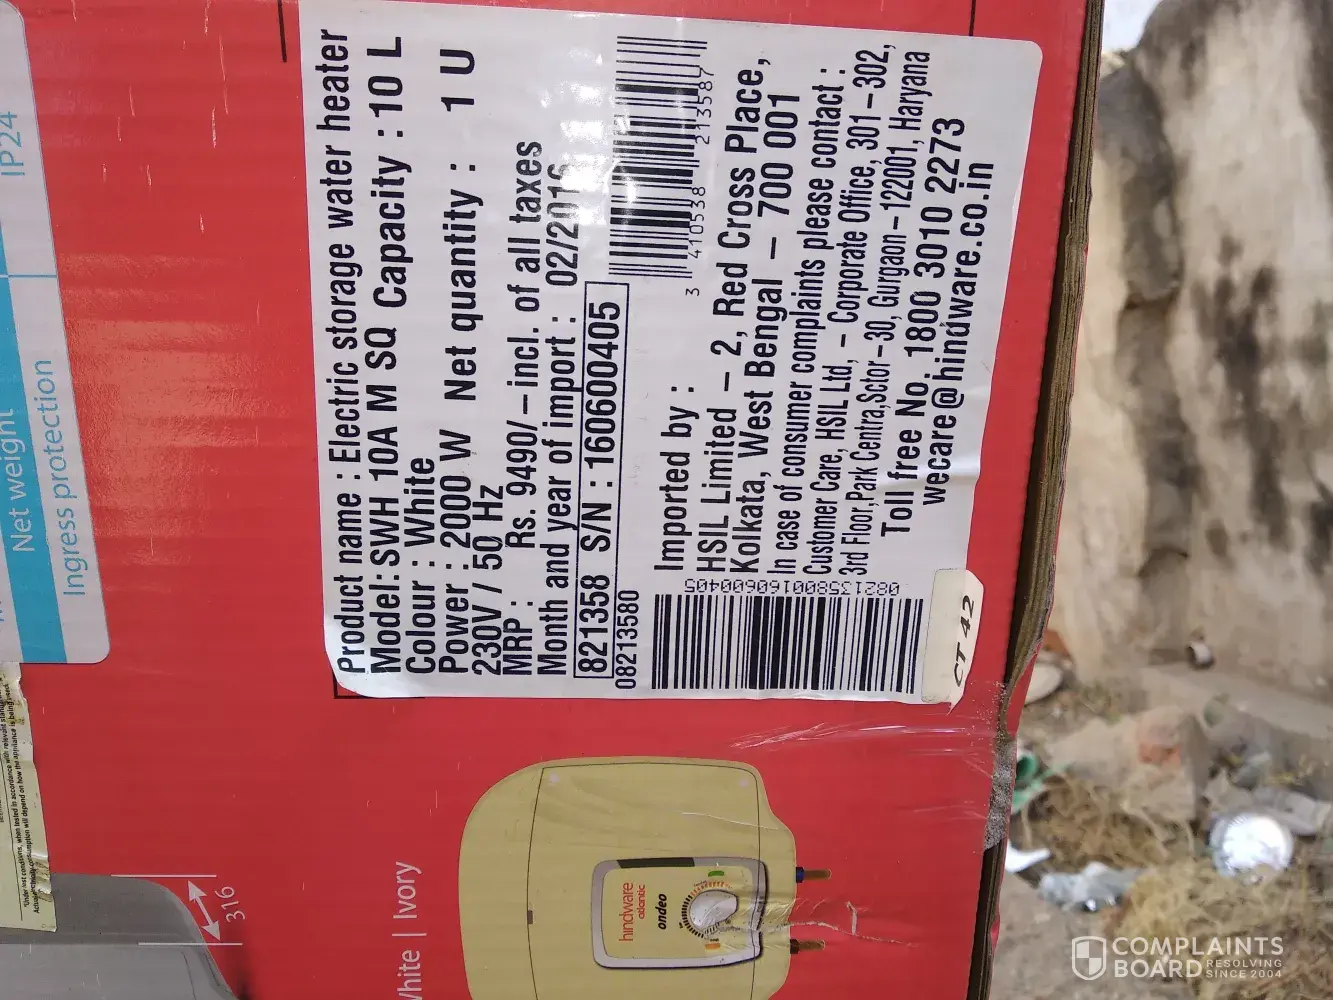 Product name : Electric storage water heater
Model: SWH 10A M SQ Capacity : 10 L
Colour : White
Power : 2000 W Net quantity : 1 U
230V / 50 Hz
MRP : Rs. 9490/– incl. of all taxes
Month and year of import : 02/2016
821358 S/N : 160600405
08213580
3 410538 213587
Imported by :
HSIL Limited – 2, Red Cross Place,
Kolkata, West Bengal – 700 001
In case of consumer complaints please contact :
Customer Care, HSIL Ltd, – Corporate Office, 301 – 302,
3rd Floor,Park Centra,Sctor–30, Gurgaon–122001, Haryana
Toll free No. 1800 3010 2273
wecare@hindware.co.in
082135800160600405
CT 42
IP24
Net weight
Ingress protection
316
White | Ivory
hindware
atlantic
ondeo
COMPLAINTS
BOARD RESOLVING
SINCE 2004